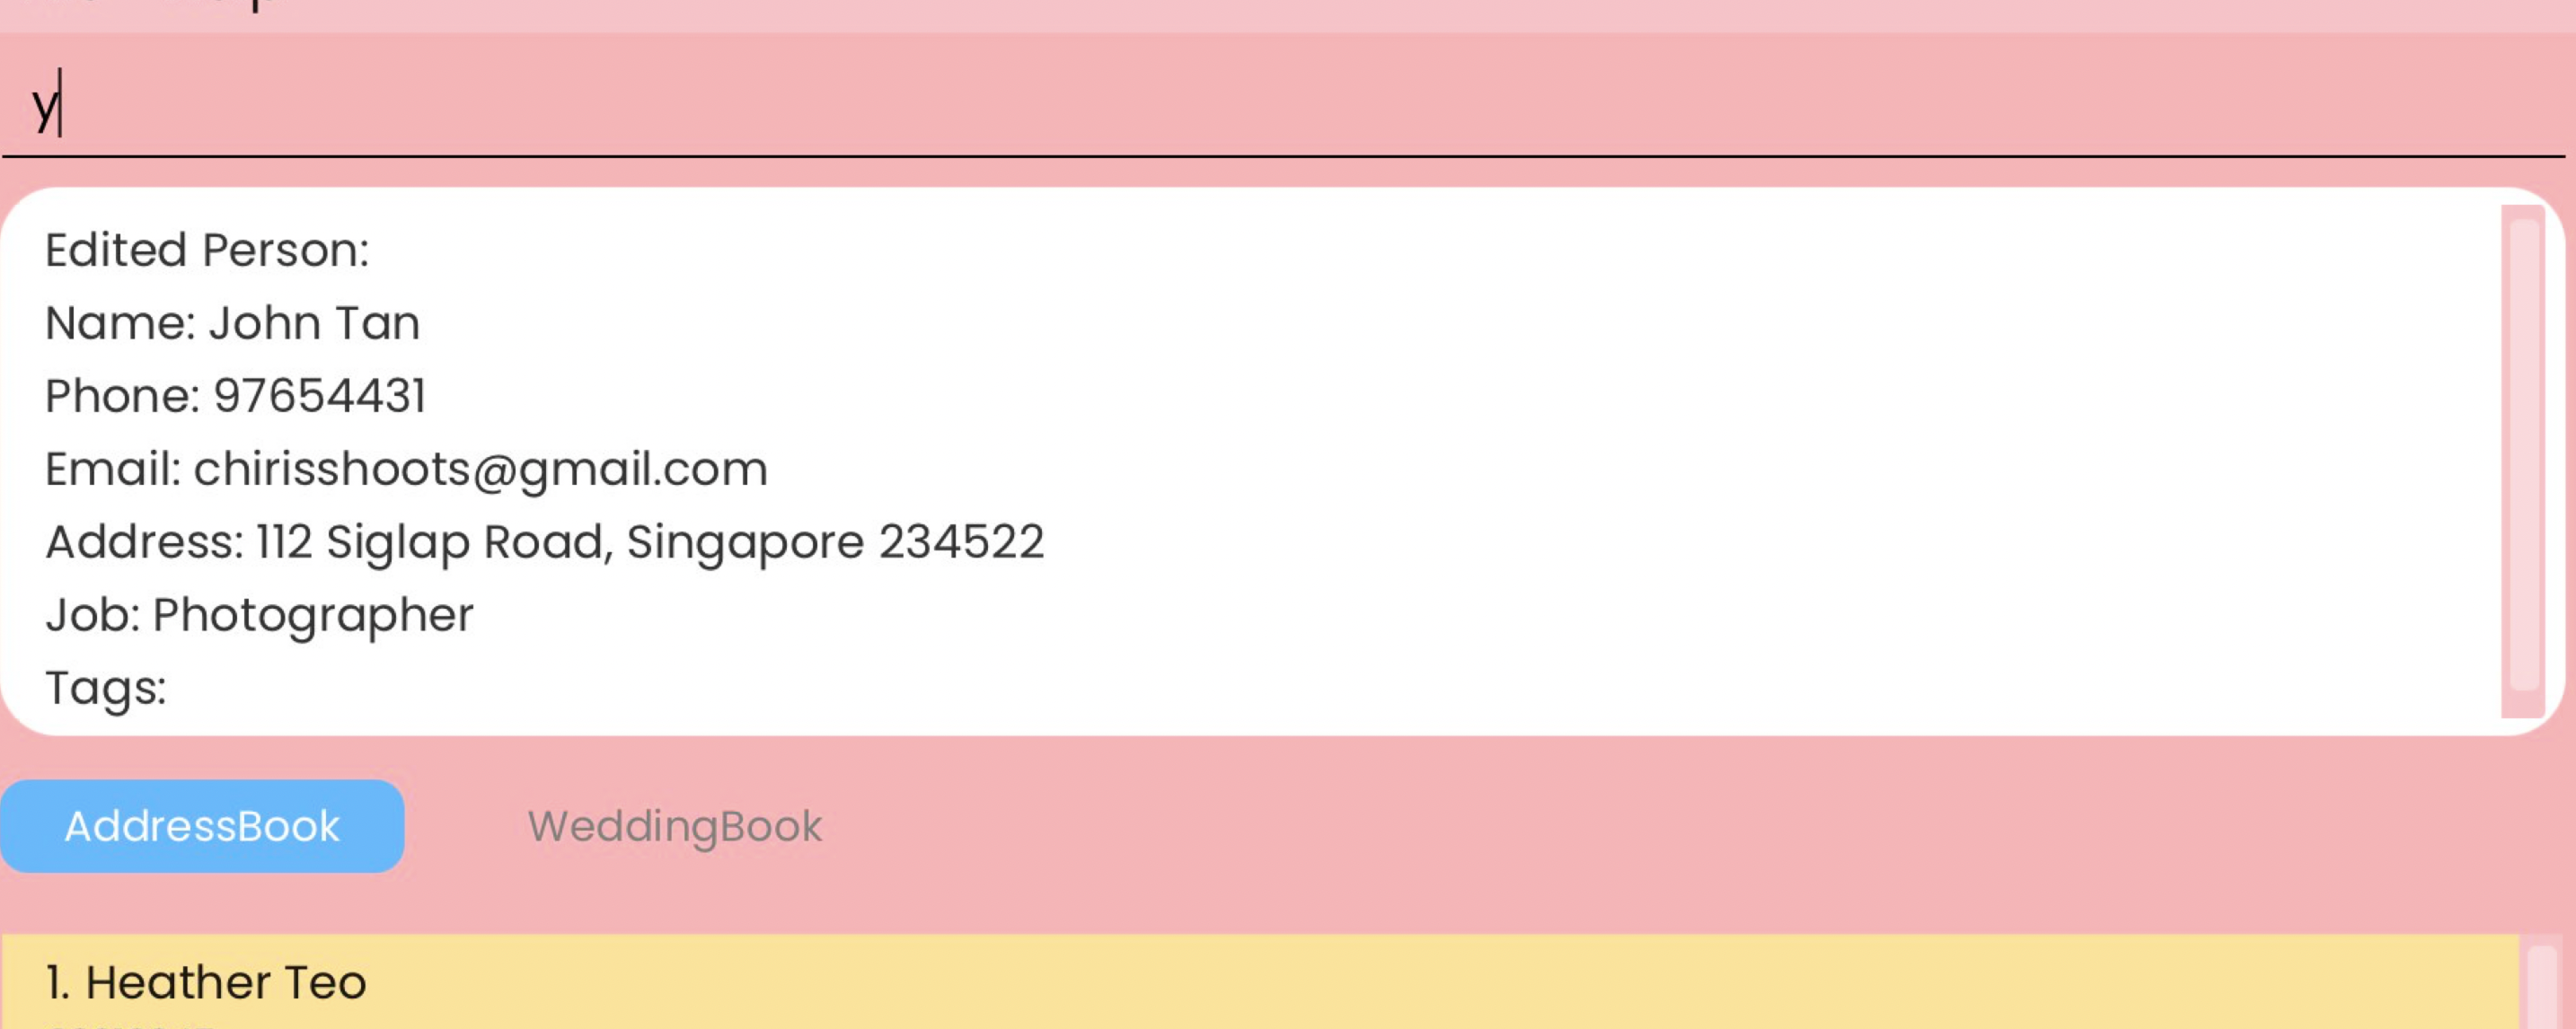 y
Edited Person:
Name: John Tan
Phone: 97654431
Email: chirisshoots@gmail.com
Address: 112 Siglap Road, Singapore 234522
Job: Photographer
Tags:
AddressBook WeddingBook
1. Heather Teo